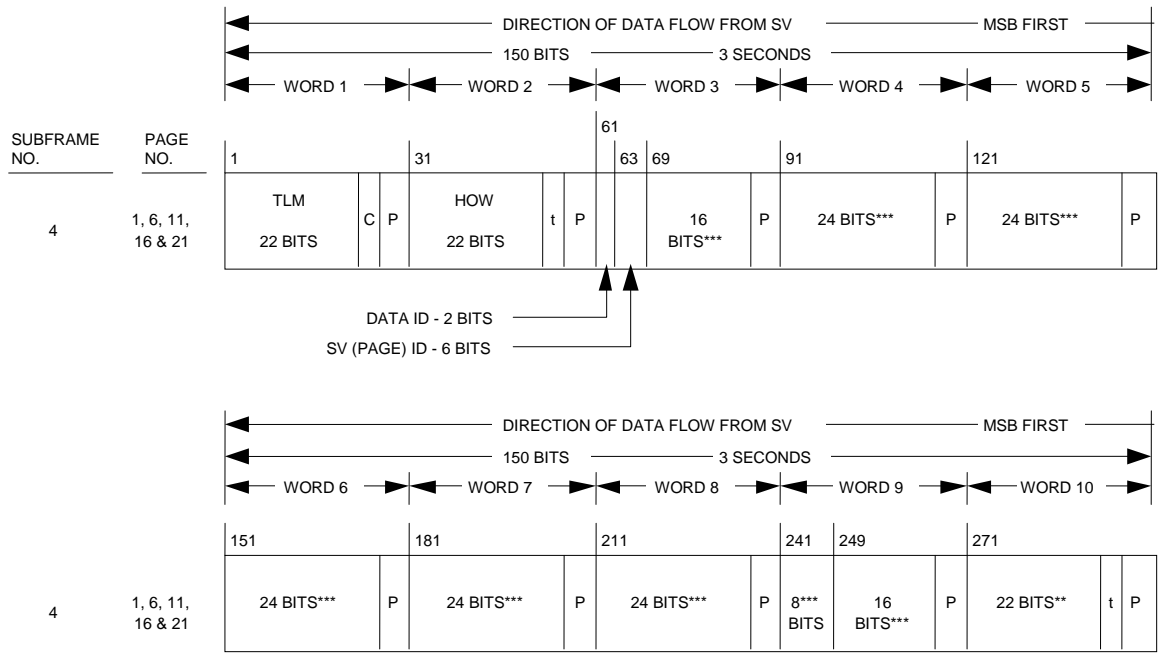 DIRECTION OF DATA FLOW FROM SV MSB FIRST
150 BITS 3 SECONDS
WORD 1 WORD 2 WORD 3 WORD 4 WORD 5
61
SUBFRAME PAGE
NO. NO. 1 31 63 69 91 121
TLM HOW
4 1, 6, 11, C P t P 16 P 24 BITS*** P 24 BITS*** P
16 & 21 22 BITS 22 BITS BITS***
DATA ID - 2 BITS
SV (PAGE) ID - 6 BITS
DIRECTION OF DATA FLOW FROM SV MSB FIRST
150 BITS 3 SECONDS
WORD 6 WORD 7 WORD 8 WORD 9 WORD 10
151 181 211 241 249 271
4 1, 6, 11, 24 BITS*** P 24 BITS*** P 24 BITS*** P 8*** 16 P 22 BITS** t P
16 & 21 BITS BITS***